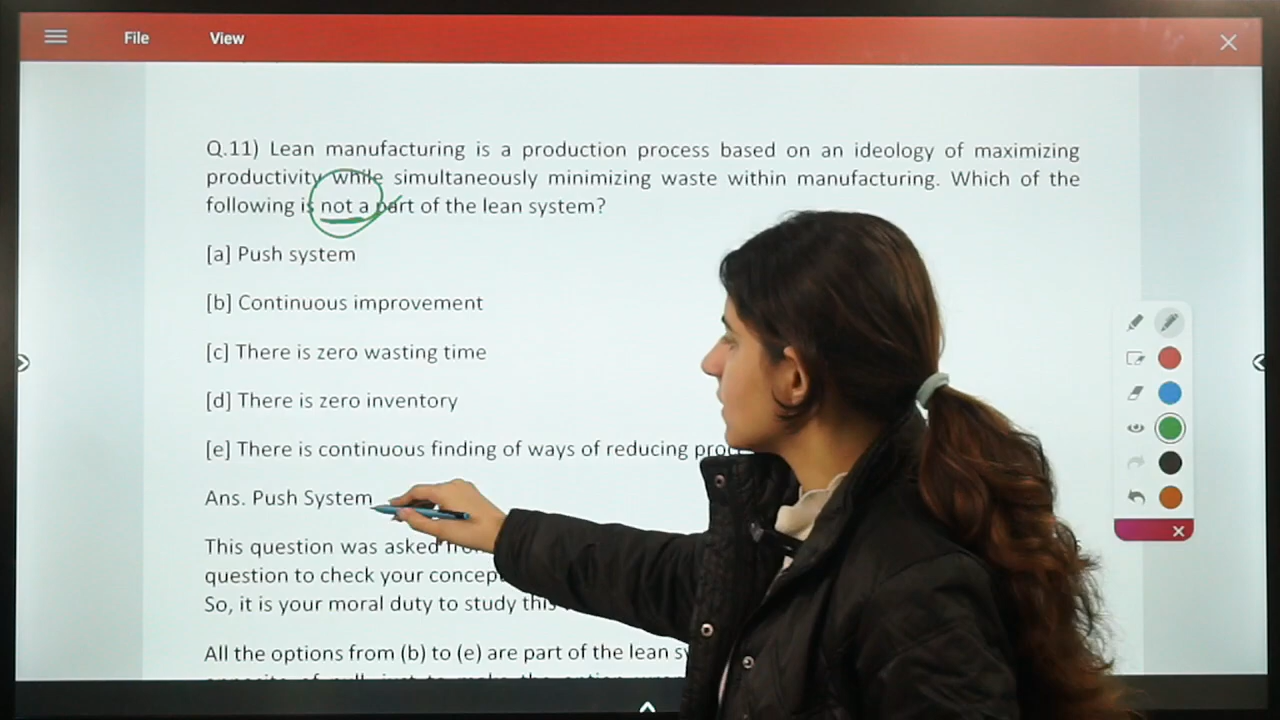 File View
Q.11) Lean manufacturing is a production process based on an ideology of maximizing
productivity while simultaneously minimizing waste within manufacturing. Which of the
following is not a part of the lean system?
[a] Push system
[b] Continuous improvement
[c] There is zero wasting time
[d] There is zero inventory
[e] There is continuous finding of ways of reducing
Ans. Push System
This question was asked
question to check your
So, it is your moral duty to study this
All the options from (b) to (e) are part of the lean